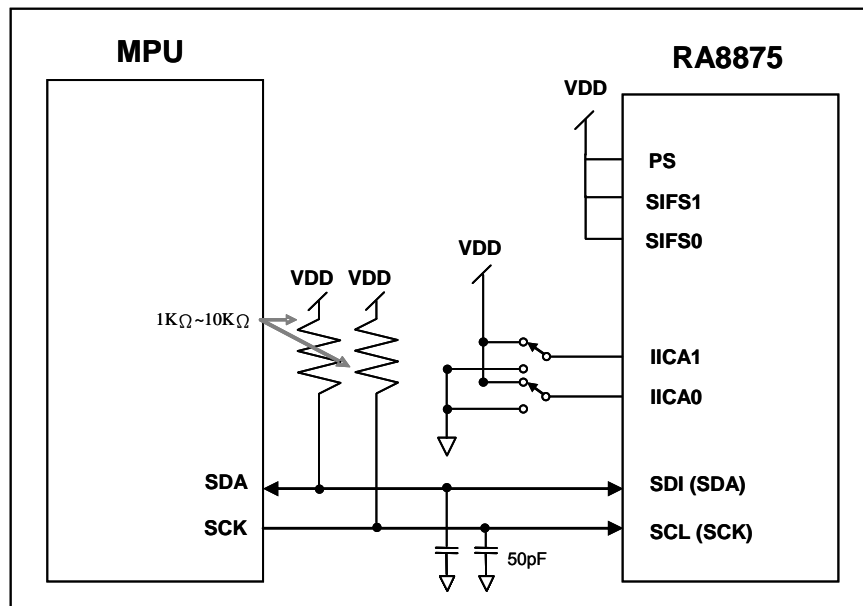 MPU
RA8875
VDD
PS
SIFS1
SIFS0
VDD
VDD
VDD
1KΩ~10KΩ
IICA1
IICA0
SDA
SDI (SDA)
SCK
SCL (SCK)
50pF